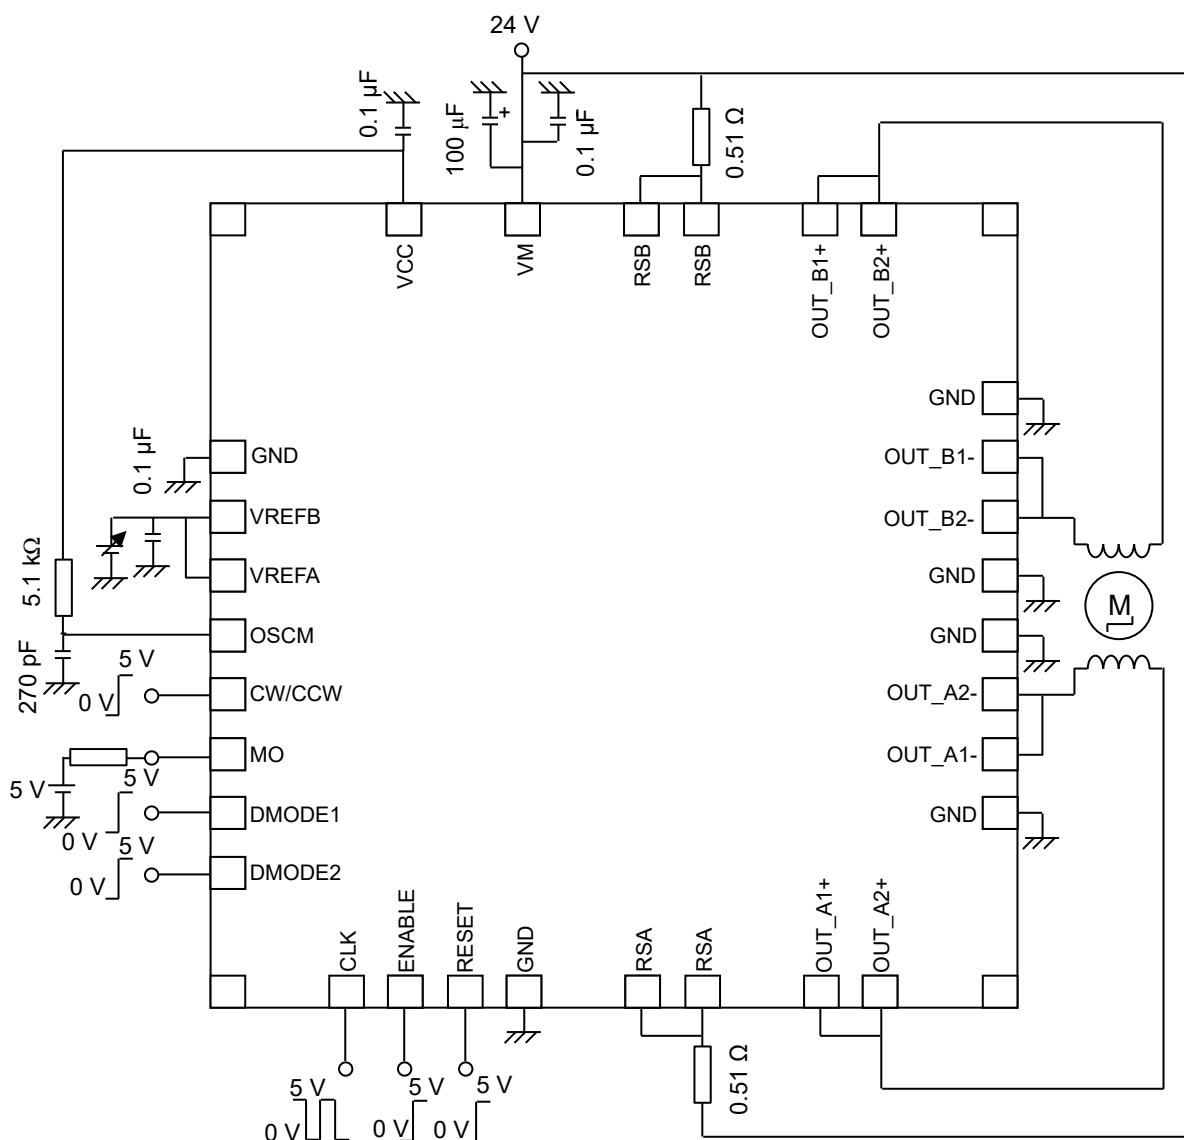 24 V
0.1 µF
100 µF
+
0.1 µF
0.51 Ω
VCC
VM
RSB
RSB
OUT_B1+
OUT_B2+
GND
OUT_B1-
OUT_B2-
GND
GND
OUT_A2-
OUT_A1-
GND
M
0.1 µF
GND
VREFB
VREFA
5.1 kΩ
OSCM
270 pF
5 V
0 V
CW/CCW
MO
5 V
5 V
0 V
DMODE1
5 V
0 V
DMODE2
CLK
ENABLE
RESET
GND
RSA
RSA
OUT_A1+
OUT_A2+
0.51 Ω
5 V
0 V
5 V
0 V
5 V
0 V